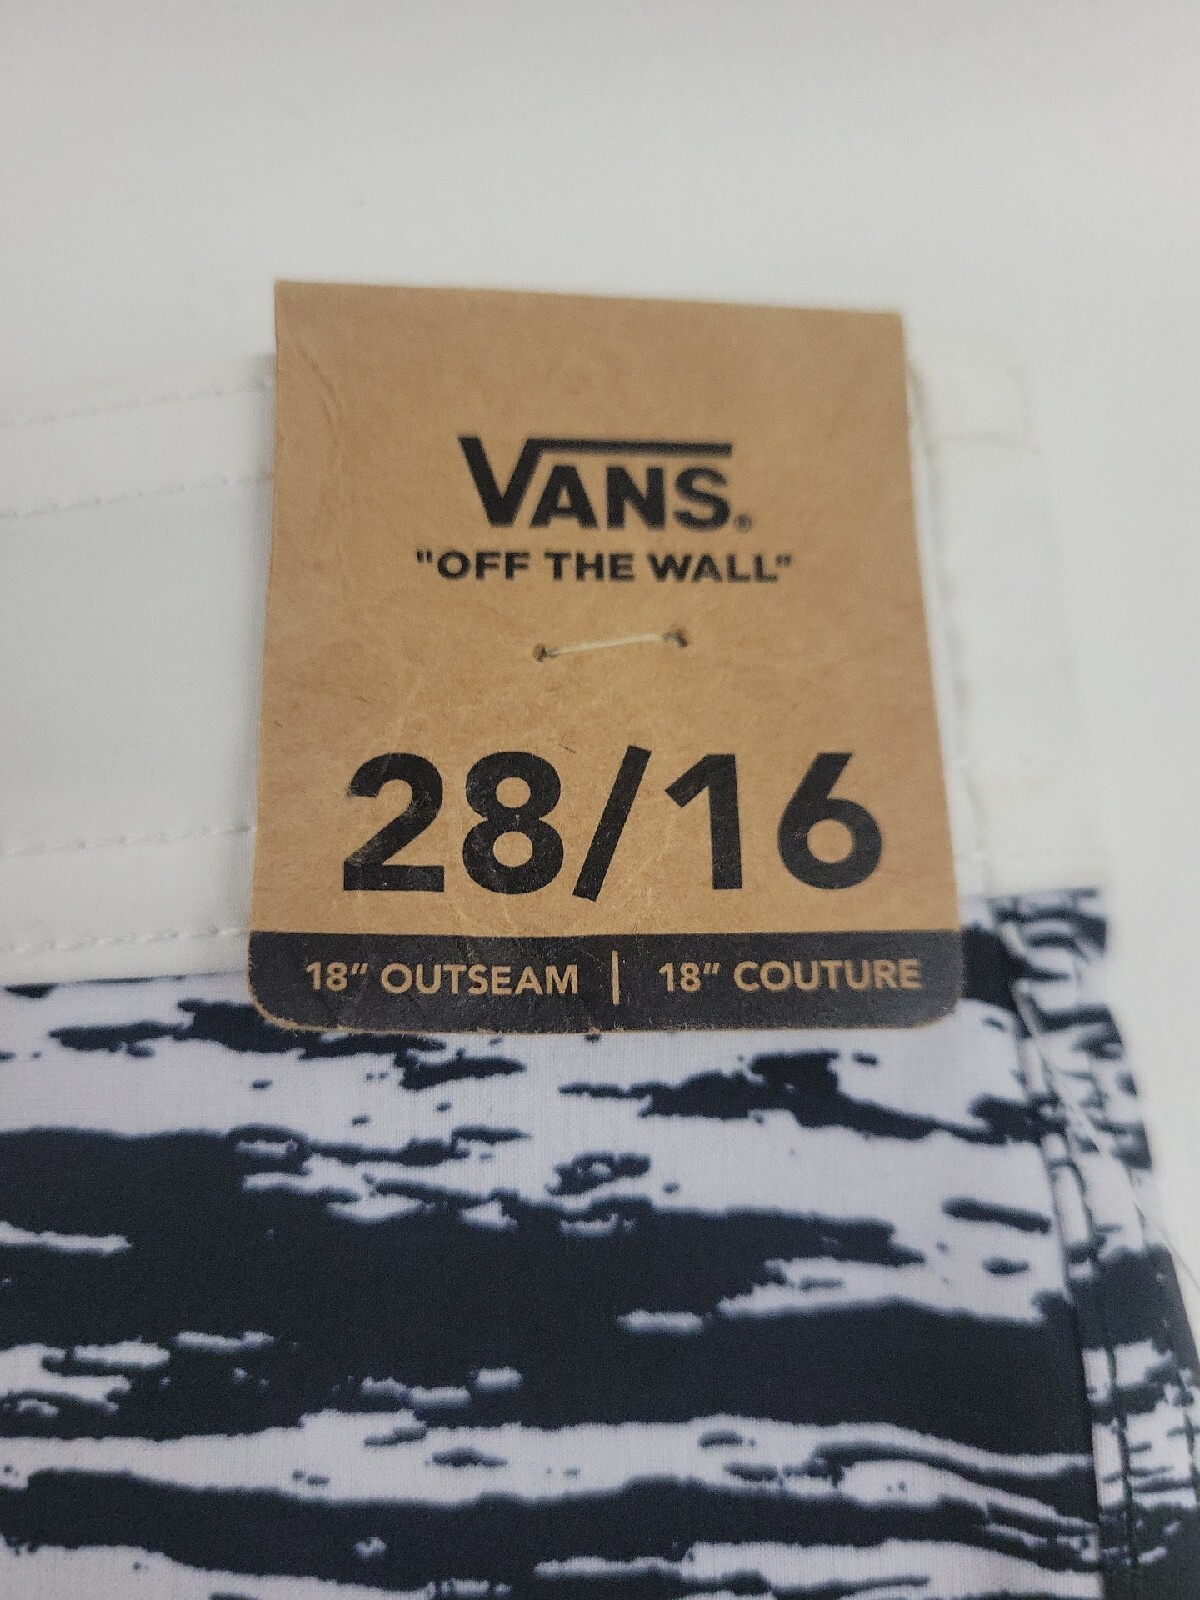 VANS®
"OFF THE WALL"
28/16
18" OUTSEAM | 18" COUTURE